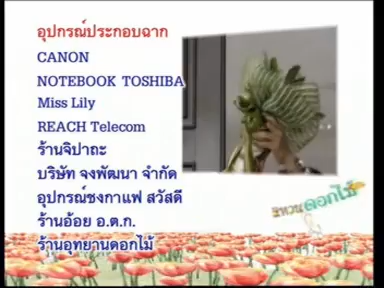 อุปกรณ์ประกอบฉาก
CANON
NOTEBOOK TOSHIBA
Miss Lily
REACH Telecom
ร้านจิปาถะ
บริษัท จงพัฒนา จำกัด
อุปกรณ์ชงกาแฟ สวัสดี
ร้านอ้อย อ.ต.ก.
ร้านอุทยานดอกไม้
ดอกไม้